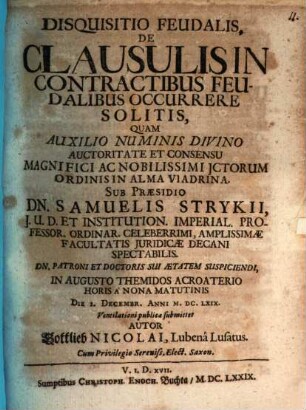 DISQUISITIO FEUDALIS,
DE
CLAUSULIS IN
CONTRACTIBUS FEU-
DALIBUS OCCURRERE
SOLITIS,
QUAM
AUXILIO NUMINIS DIVINO
AUCTORITATE ET CONSENSU
MAGNIFICI AC NOBILISSIMI JCTORUM
ORDINIS IN ALMA VIADRINA.
SUB PRÆSIDIO
DN. SAMUELIS STRYKII,
J. U. D. ET INSTITUTION. IMPERIAL. PRO-
FESSOR. ORDINAR. CELEBERRIMI, AMPLISSIMÆ
FACULTATIS JURIDICÆ DECANI
SPECTABILIS.
DN. PATRONI ET DOCTORIS SUI ÆTATEM SUSPICIENDI,
IN AUGUSTO THEMIDOS ACROATERIO
HORIS A NONA MATUTINIS
DIE 1. DECEMBR. ANNI M. DC. LXIX.
Ventilationi publicæ submittet
AUTOR
Gottlieb NICOLAI, Lubenâ Lusatus.
Cum Privilegio Sereniss. Elect. Saxon.
V. I. D. XVII.
Sumptibus CHRISTOPH. ENOCH. Buchta / M. DC. LXXIX.